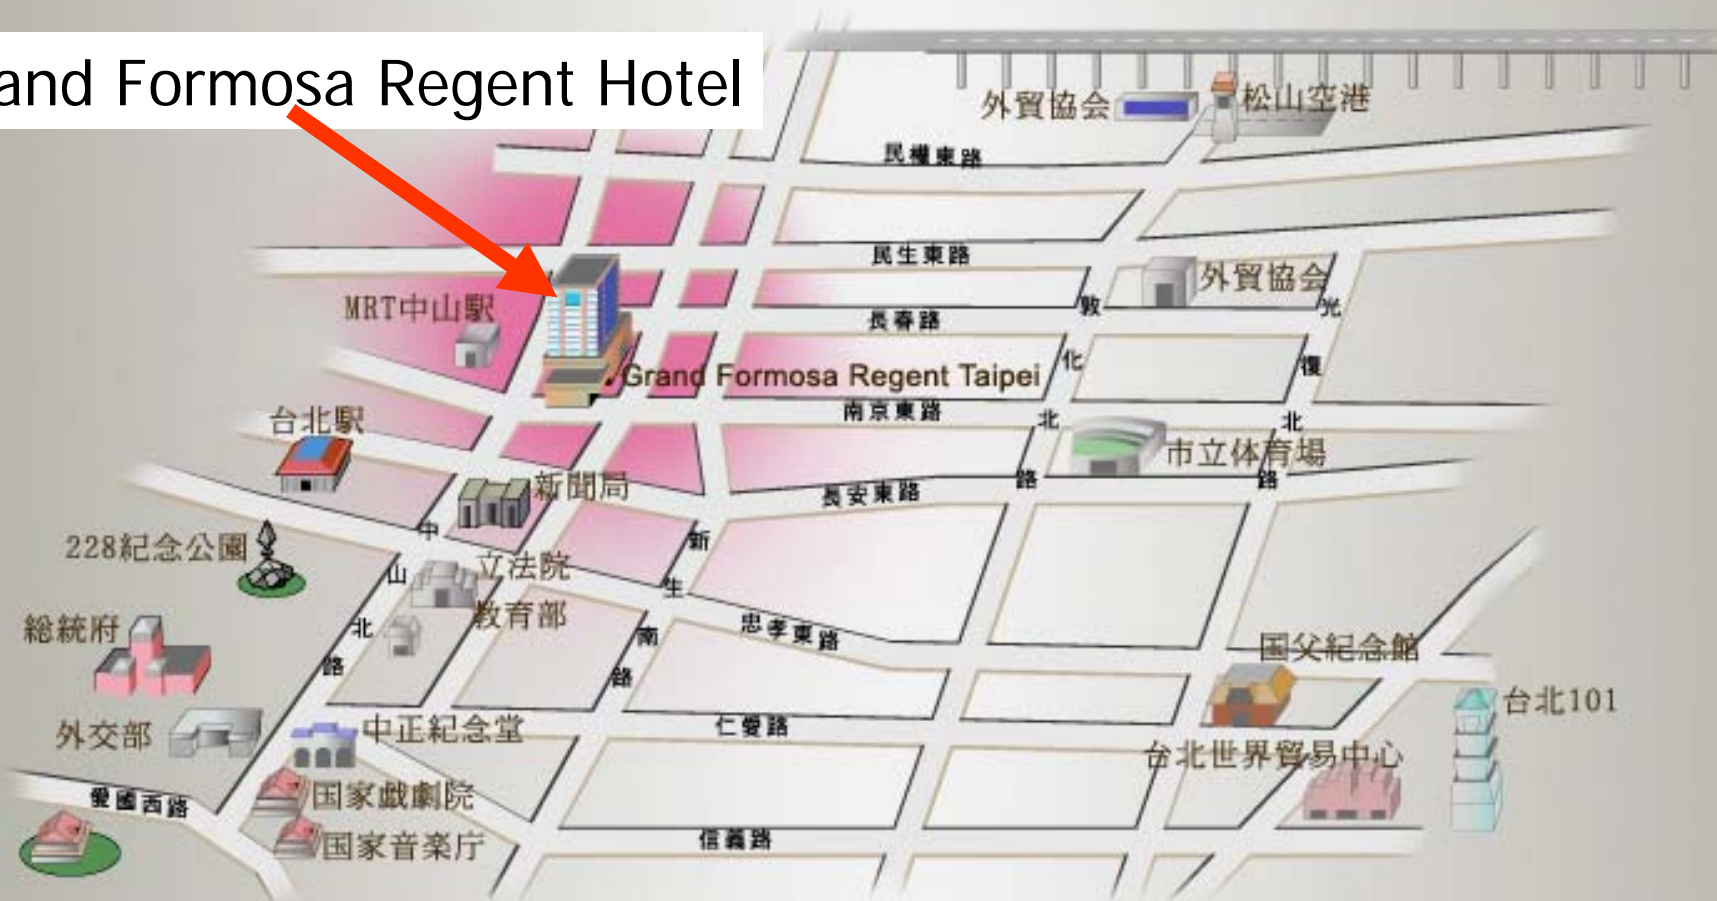 and Formosa Regent Hotel
外貿協会
松山空港
民權東路
民生東路
外貿協会
MRT中山駅
長春路
Grand Formosa Regent Taipei
南京東路
敦化北路
光復北路
台北駅
市立体育場
新聞局
長安東路
228紀念公園
中山北路
立法院
新生南路
教育部
総統府
忠孝東路
国父紀念館
台北101
外交部
中正紀念堂
仁愛路
台北世界貿易中心
国家戯劇院
愛國西路
国家音楽庁
信義路